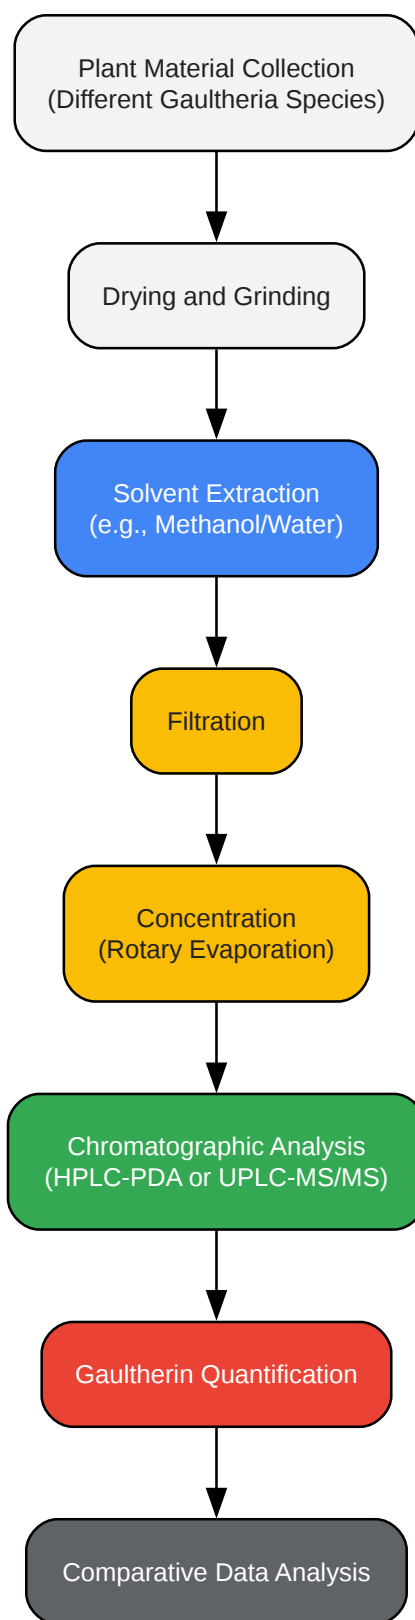 Plant Material Collection
(Different Gaultheria Species)
Drying and Grinding
Solvent Extraction
(e.g., Methanol/Water)
Filtration
Concentration
(Rotary Evaporation)
Chromatographic Analysis
(HPLC-PDA or UPLC-MS/MS)
Gaultherin Quantification
Comparative Data Analysis